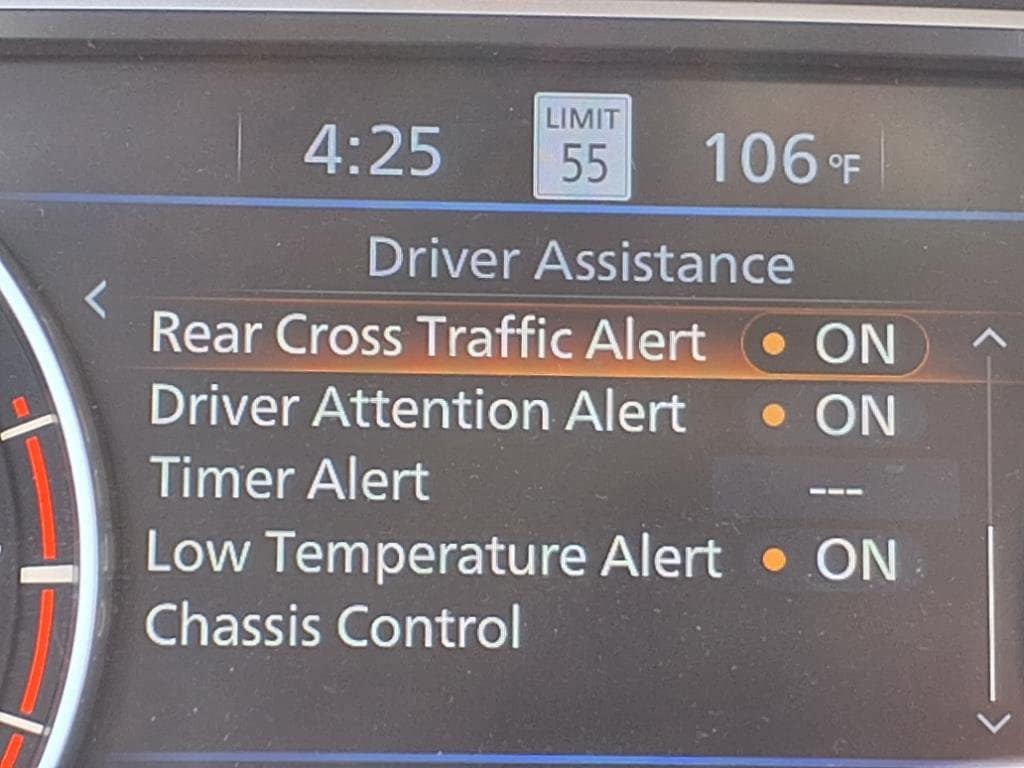 4:25 LIMIT 55 106 °F
Driver Assistance
Rear Cross Traffic Alert ON
Driver Attention Alert ON
Timer Alert ---
Low Temperature Alert ON
Chassis Control